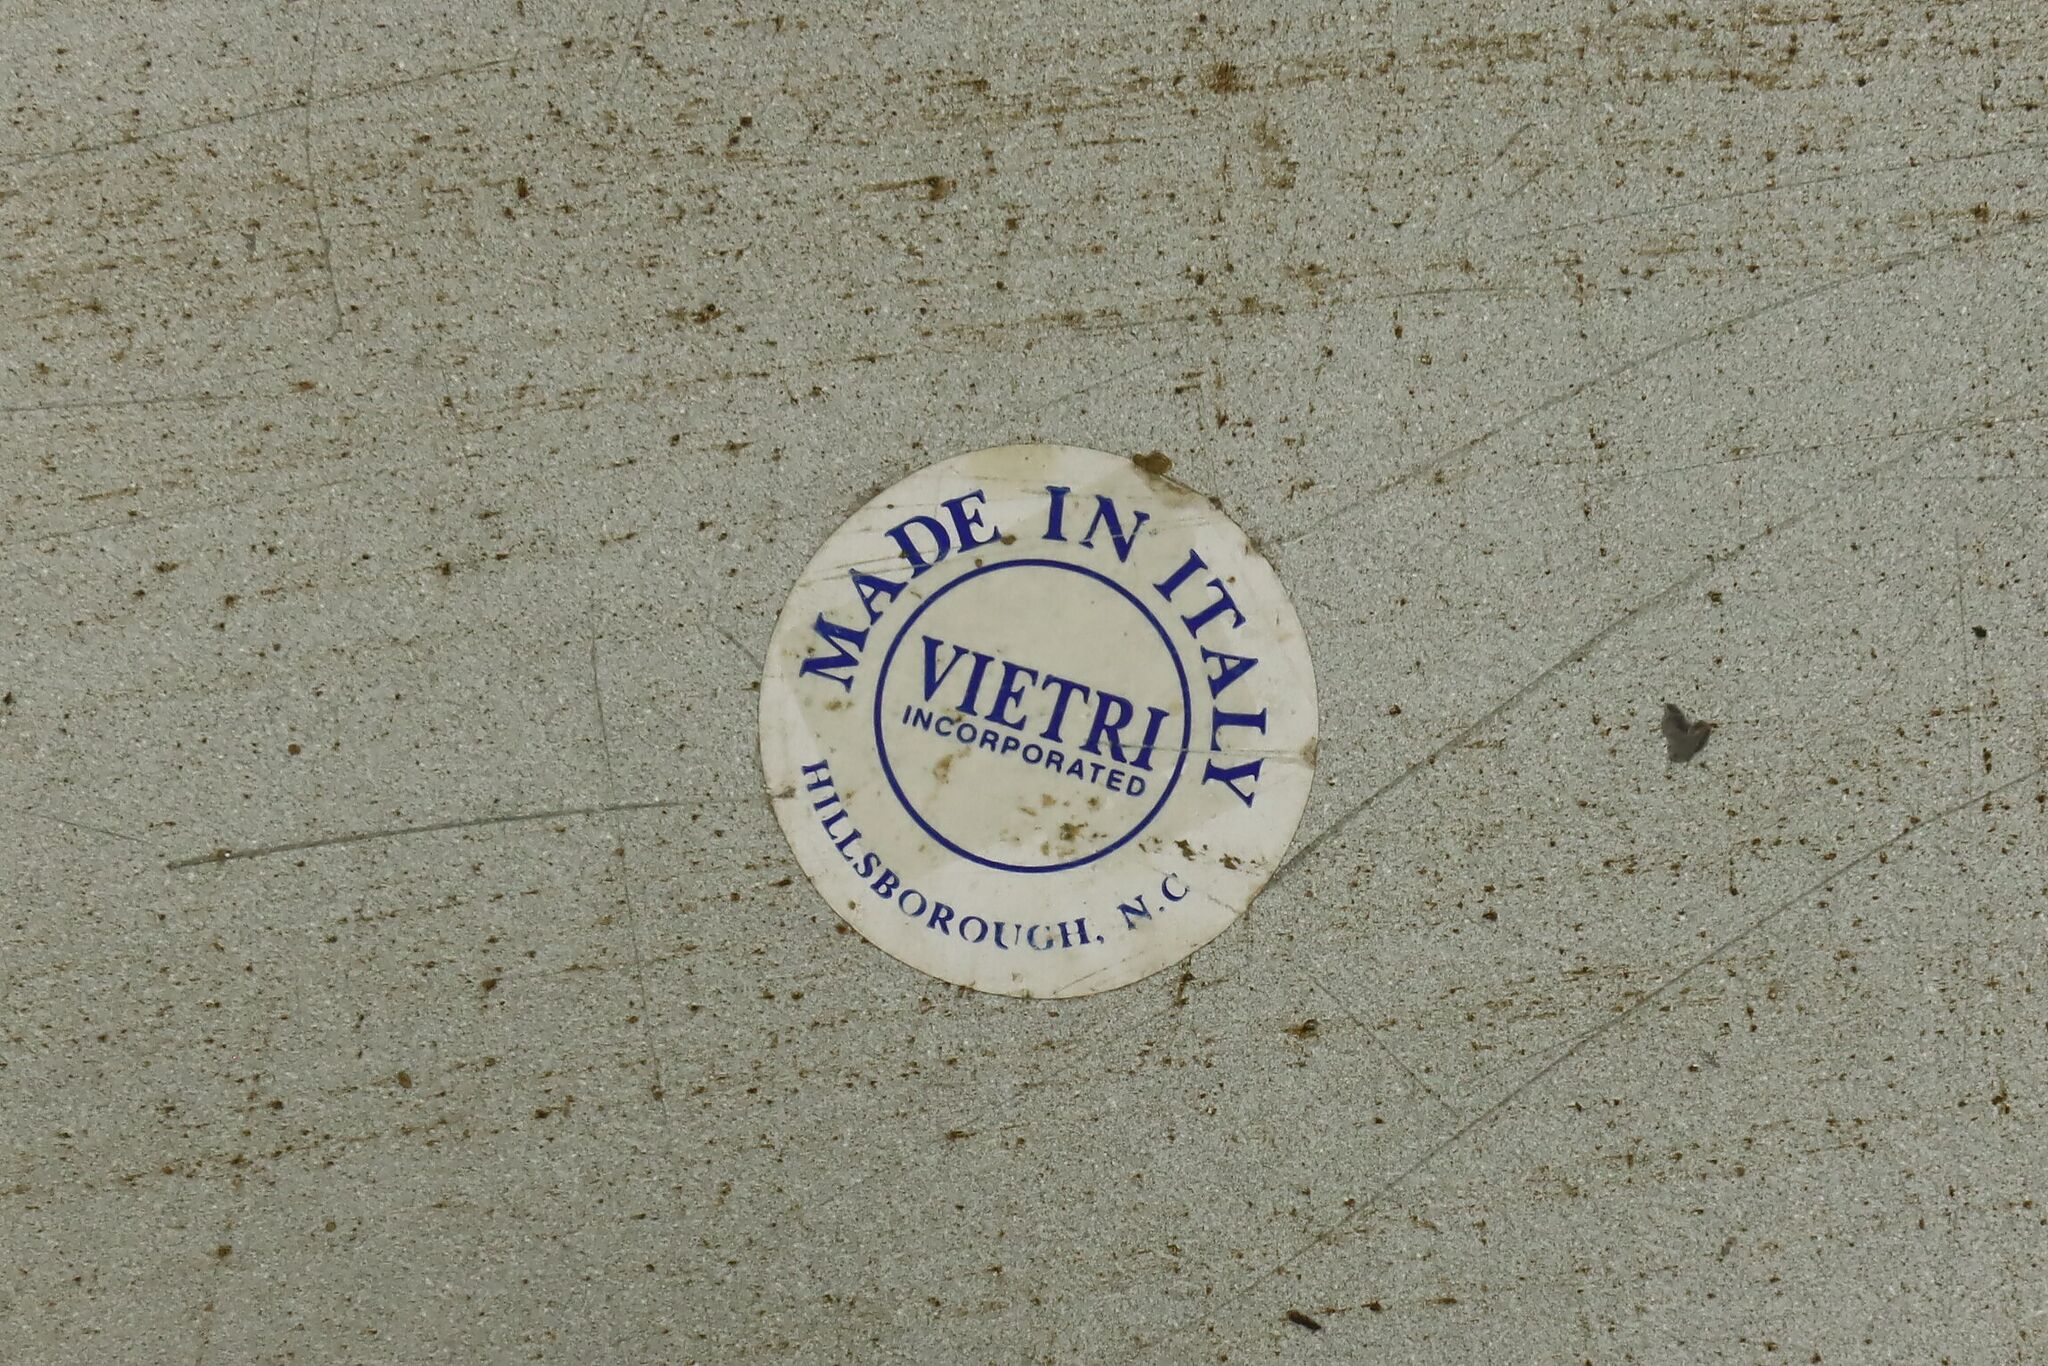 MADE IN ITALY
VIETRI
INCORPORATED
HILLSBOROUGH, N.C